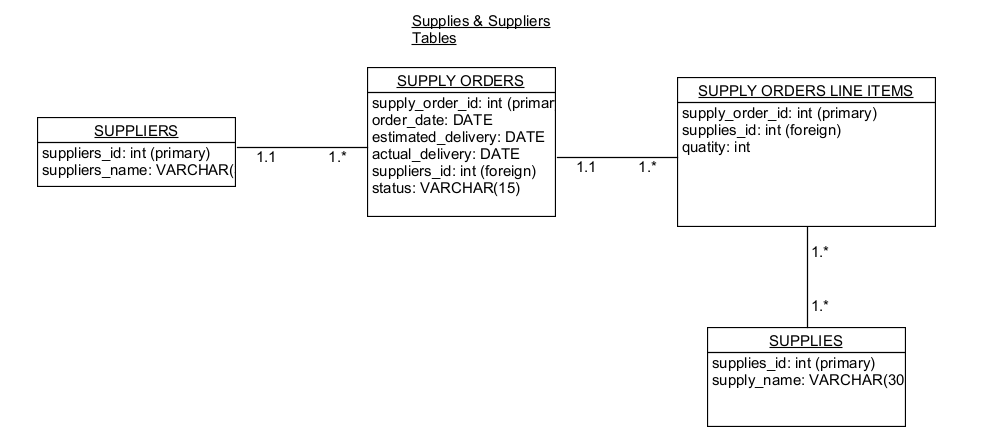 Supplies & Suppliers
Tables
SUPPLIERS
suppliers_id: int (primary)
suppliers_name: VARCHAR(
1.1
1.*
SUPPLY ORDERS
supply_order_id: int (primar
order_date: DATE
estimated_delivery: DATE
actual_delivery: DATE
suppliers_id: int (foreign)
status: VARCHAR(15)
1.1
1.*
SUPPLY ORDERS LINE ITEMS
supply_order_id: int (primary)
supplies_id: int (foreign)
quatity: int
1.*
1.*
SUPPLIES
supplies_id: int (primary)
supply_name: VARCHAR(30